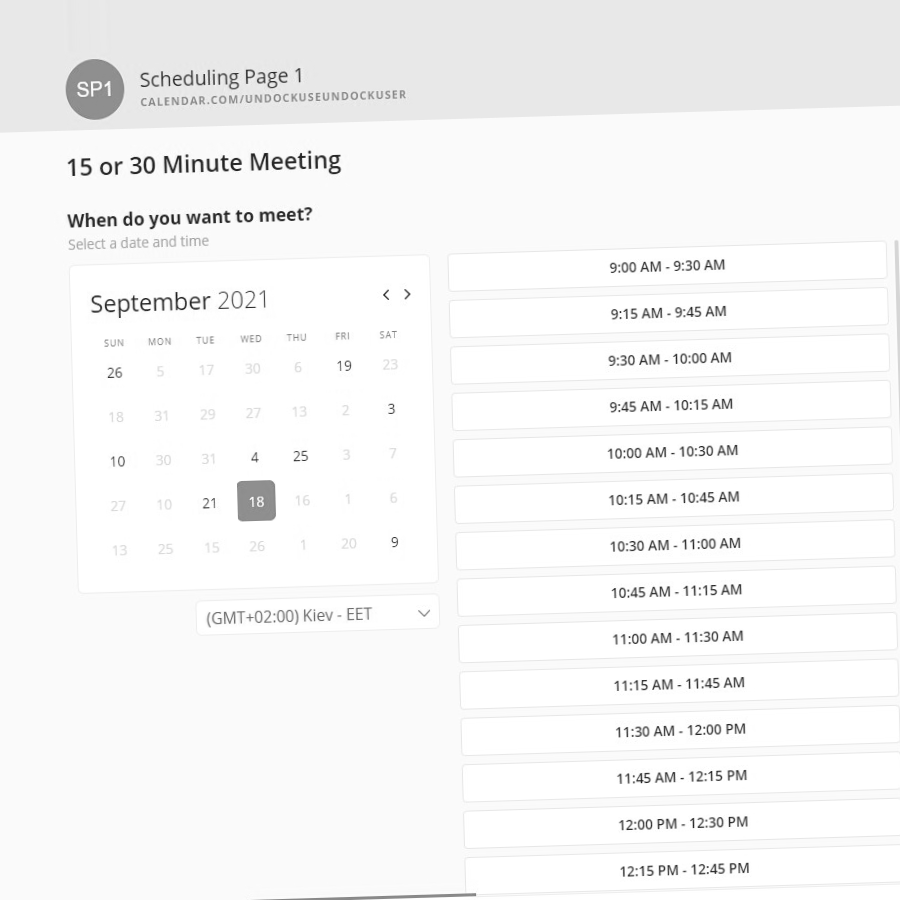 SP1
Scheduling Page 1
CALENDAR.COM/UNDOCKUSEUNDOCKUSER
15 or 30 Minute Meeting
When do you want to meet?
Select a date and time
September 2021
SUN MON TUE WED THU FRI SAT
26 5 17 30 6 19 23
18 31 29 27 13 2 3
10 30 31 4 25 3 7
27 10 21 18 16 1 6
13 25 15 26 1 20 9
(GMT+02:00) Kiev - EET
9:00 AM - 9:30 AM
9:15 AM - 9:45 AM
9:30 AM - 10:00 AM
9:45 AM - 10:15 AM
10:00 AM - 10:30 AM
10:15 AM - 10:45 AM
10:30 AM - 11:00 AM
10:45 AM - 11:15 AM
11:00 AM - 11:30 AM
11:15 AM - 11:45 AM
11:30 AM - 12:00 PM
11:45 AM - 12:15 PM
12:00 PM - 12:30 PM
12:15 PM - 12:45 PM